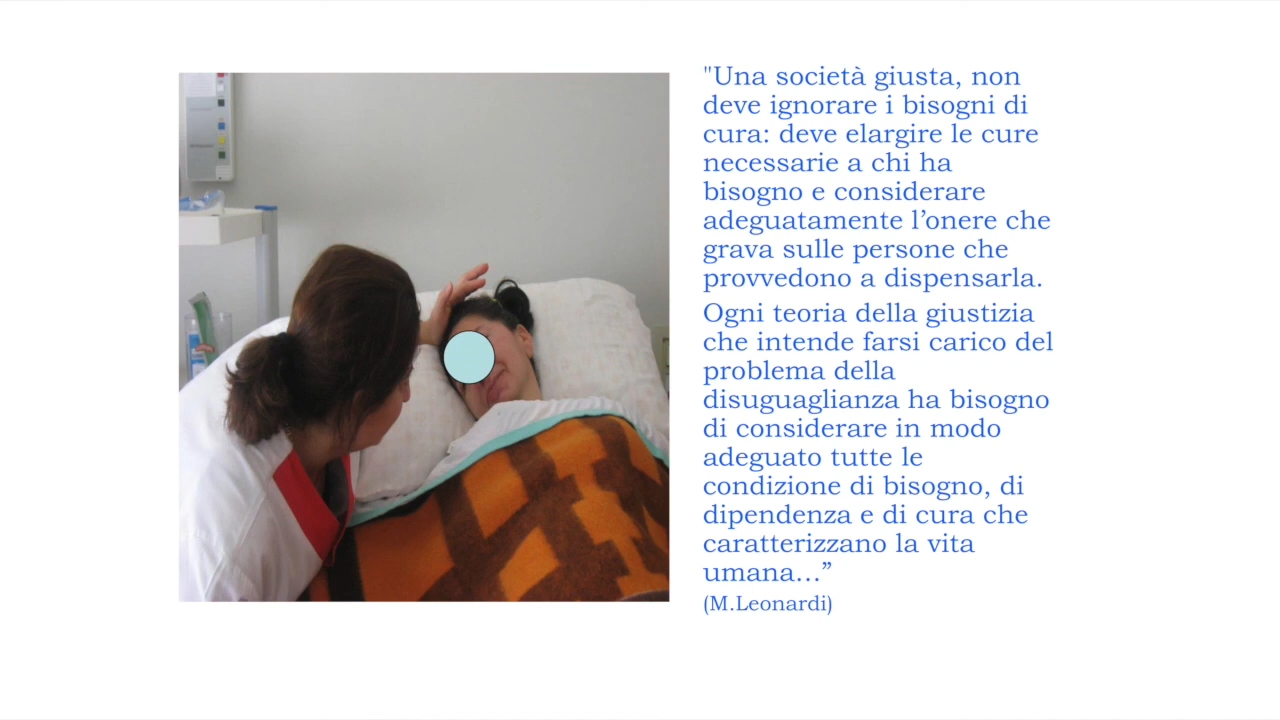 "Una società giusta, non
deve ignorare i bisogni di
cura: deve elargire le cure
necessarie a chi ha
bisogno e considerare
adeguatamente l’onere che
grava sulle persone che
provvedono a dispensarla.
Ogni teoria della giustizia
che intende farsi carico del
problema della
disuguaglianza ha bisogno
di considerare in modo
adeguato tutte le
condizione di bisogno, di
dipendenza e di cura che
caratterizzano la vita
umana…”
(M.Leonardi)